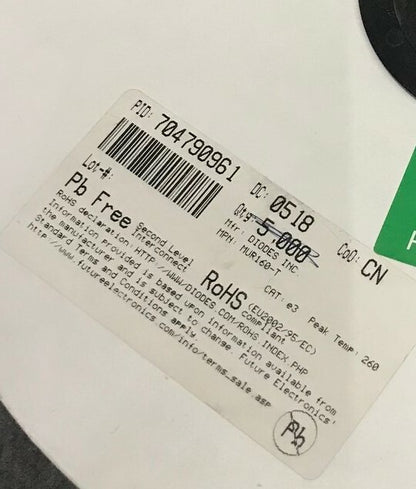 PID: 704790961
Lot-#:
DC: 0518
Qty: 5,000
CoO: CN
Mfr: DIODES INC.
MPN: MUR160-T
Pb Free Second Level Interconnect
CAT: e3 Peak Temp: 260
RoHS (EU2002/95/EC) compliant
RoHS declaration: HTTP://WWW.DIODES.COM/ROHS_INDEX.PHP
Information provided is based upon information available from
the manufacturer and is subject to change. Future Electronics'
Standard Terms and Conditions apply.
http://www.futureelectronics.com/info/terms_sale.asp
Pb